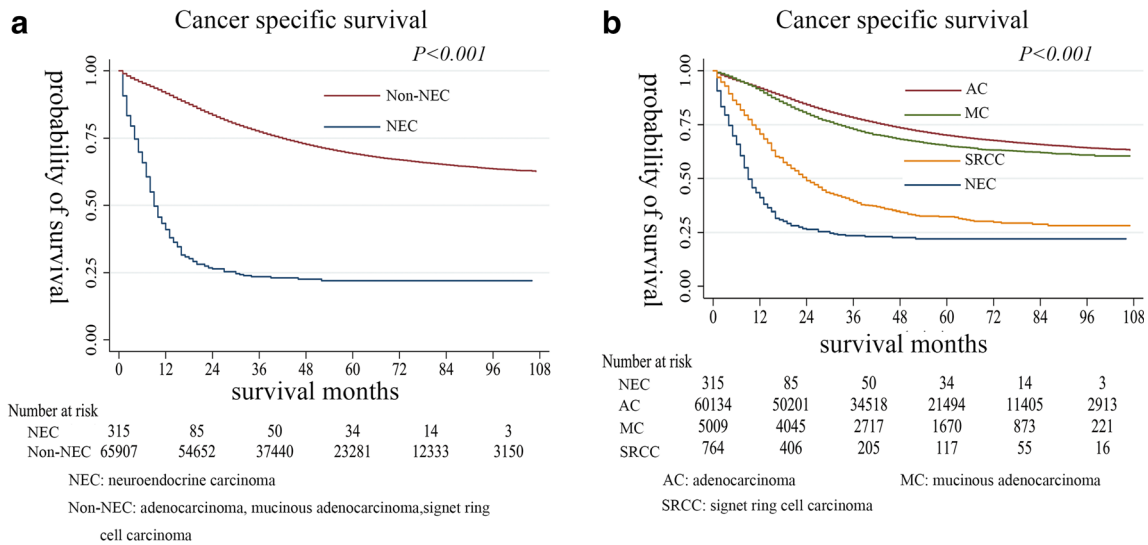 a
Cancer specific survival
P<0.001
probability of survival
1.00
0.75
0.50
0.25
0.00
Non-NEC
NEC
0 12 24 36 48 60 72 84 96 108
survival months
Number at risk
NEC 315 85 50 34 14 3
Non-NEC 65907 54652 37440 23281 12333 3150
NEC: neuroendocrine carcinoma
Non-NEC: adenocarcinoma, mucinous adenocarcinoma,signet ring
cell carcinoma
b
Cancer specific survival
P<0.001
probability of survival
1.00
0.75
0.50
0.25
0.00
AC
MC
SRCC
NEC
0 12 24 36 48 60 72 84 96 108
survival months
Number at risk
NEC 315 85 50 34 14 3
AC 60134 50201 34518 21494 11405 2913
MC 5009 4045 2717 1670 873 221
SRCC 764 406 205 117 55 16
AC: adenocarcinoma MC: mucinous adenocarcinoma
SRCC: signet ring cell carcinoma